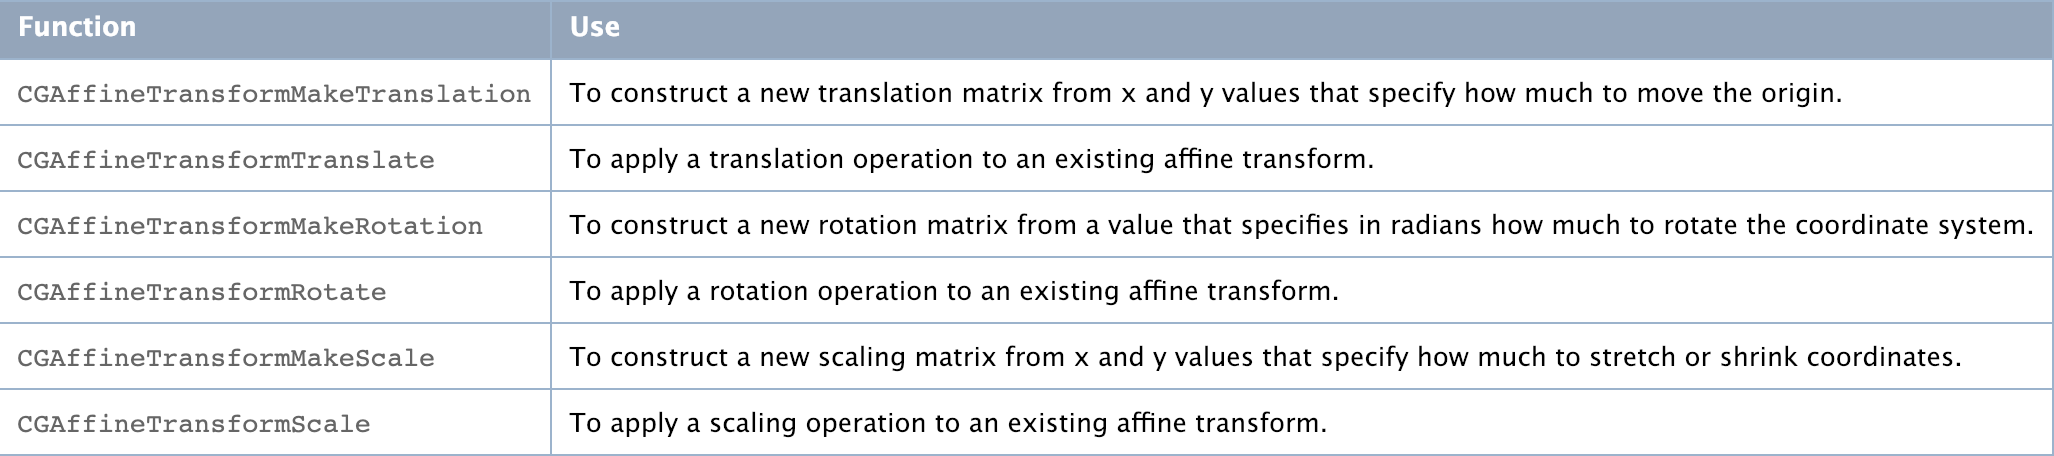 Function Use
CGAffineTransformMakeTranslation To construct a new translation matrix from x and y values that specify how much to move the origin.
CGAffineTransformTranslate To apply a translation operation to an existing affine transform.
CGAffineTransformMakeRotation To construct a new rotation matrix from a value that specifies in radians how much to rotate the coordinate system.
CGAffineTransformRotate To apply a rotation operation to an existing affine transform.
CGAffineTransformMakeScale To construct a new scaling matrix from x and y values that specify how much to stretch or shrink coordinates.
CGAffineTransformScale To apply a scaling operation to an existing affine transform.